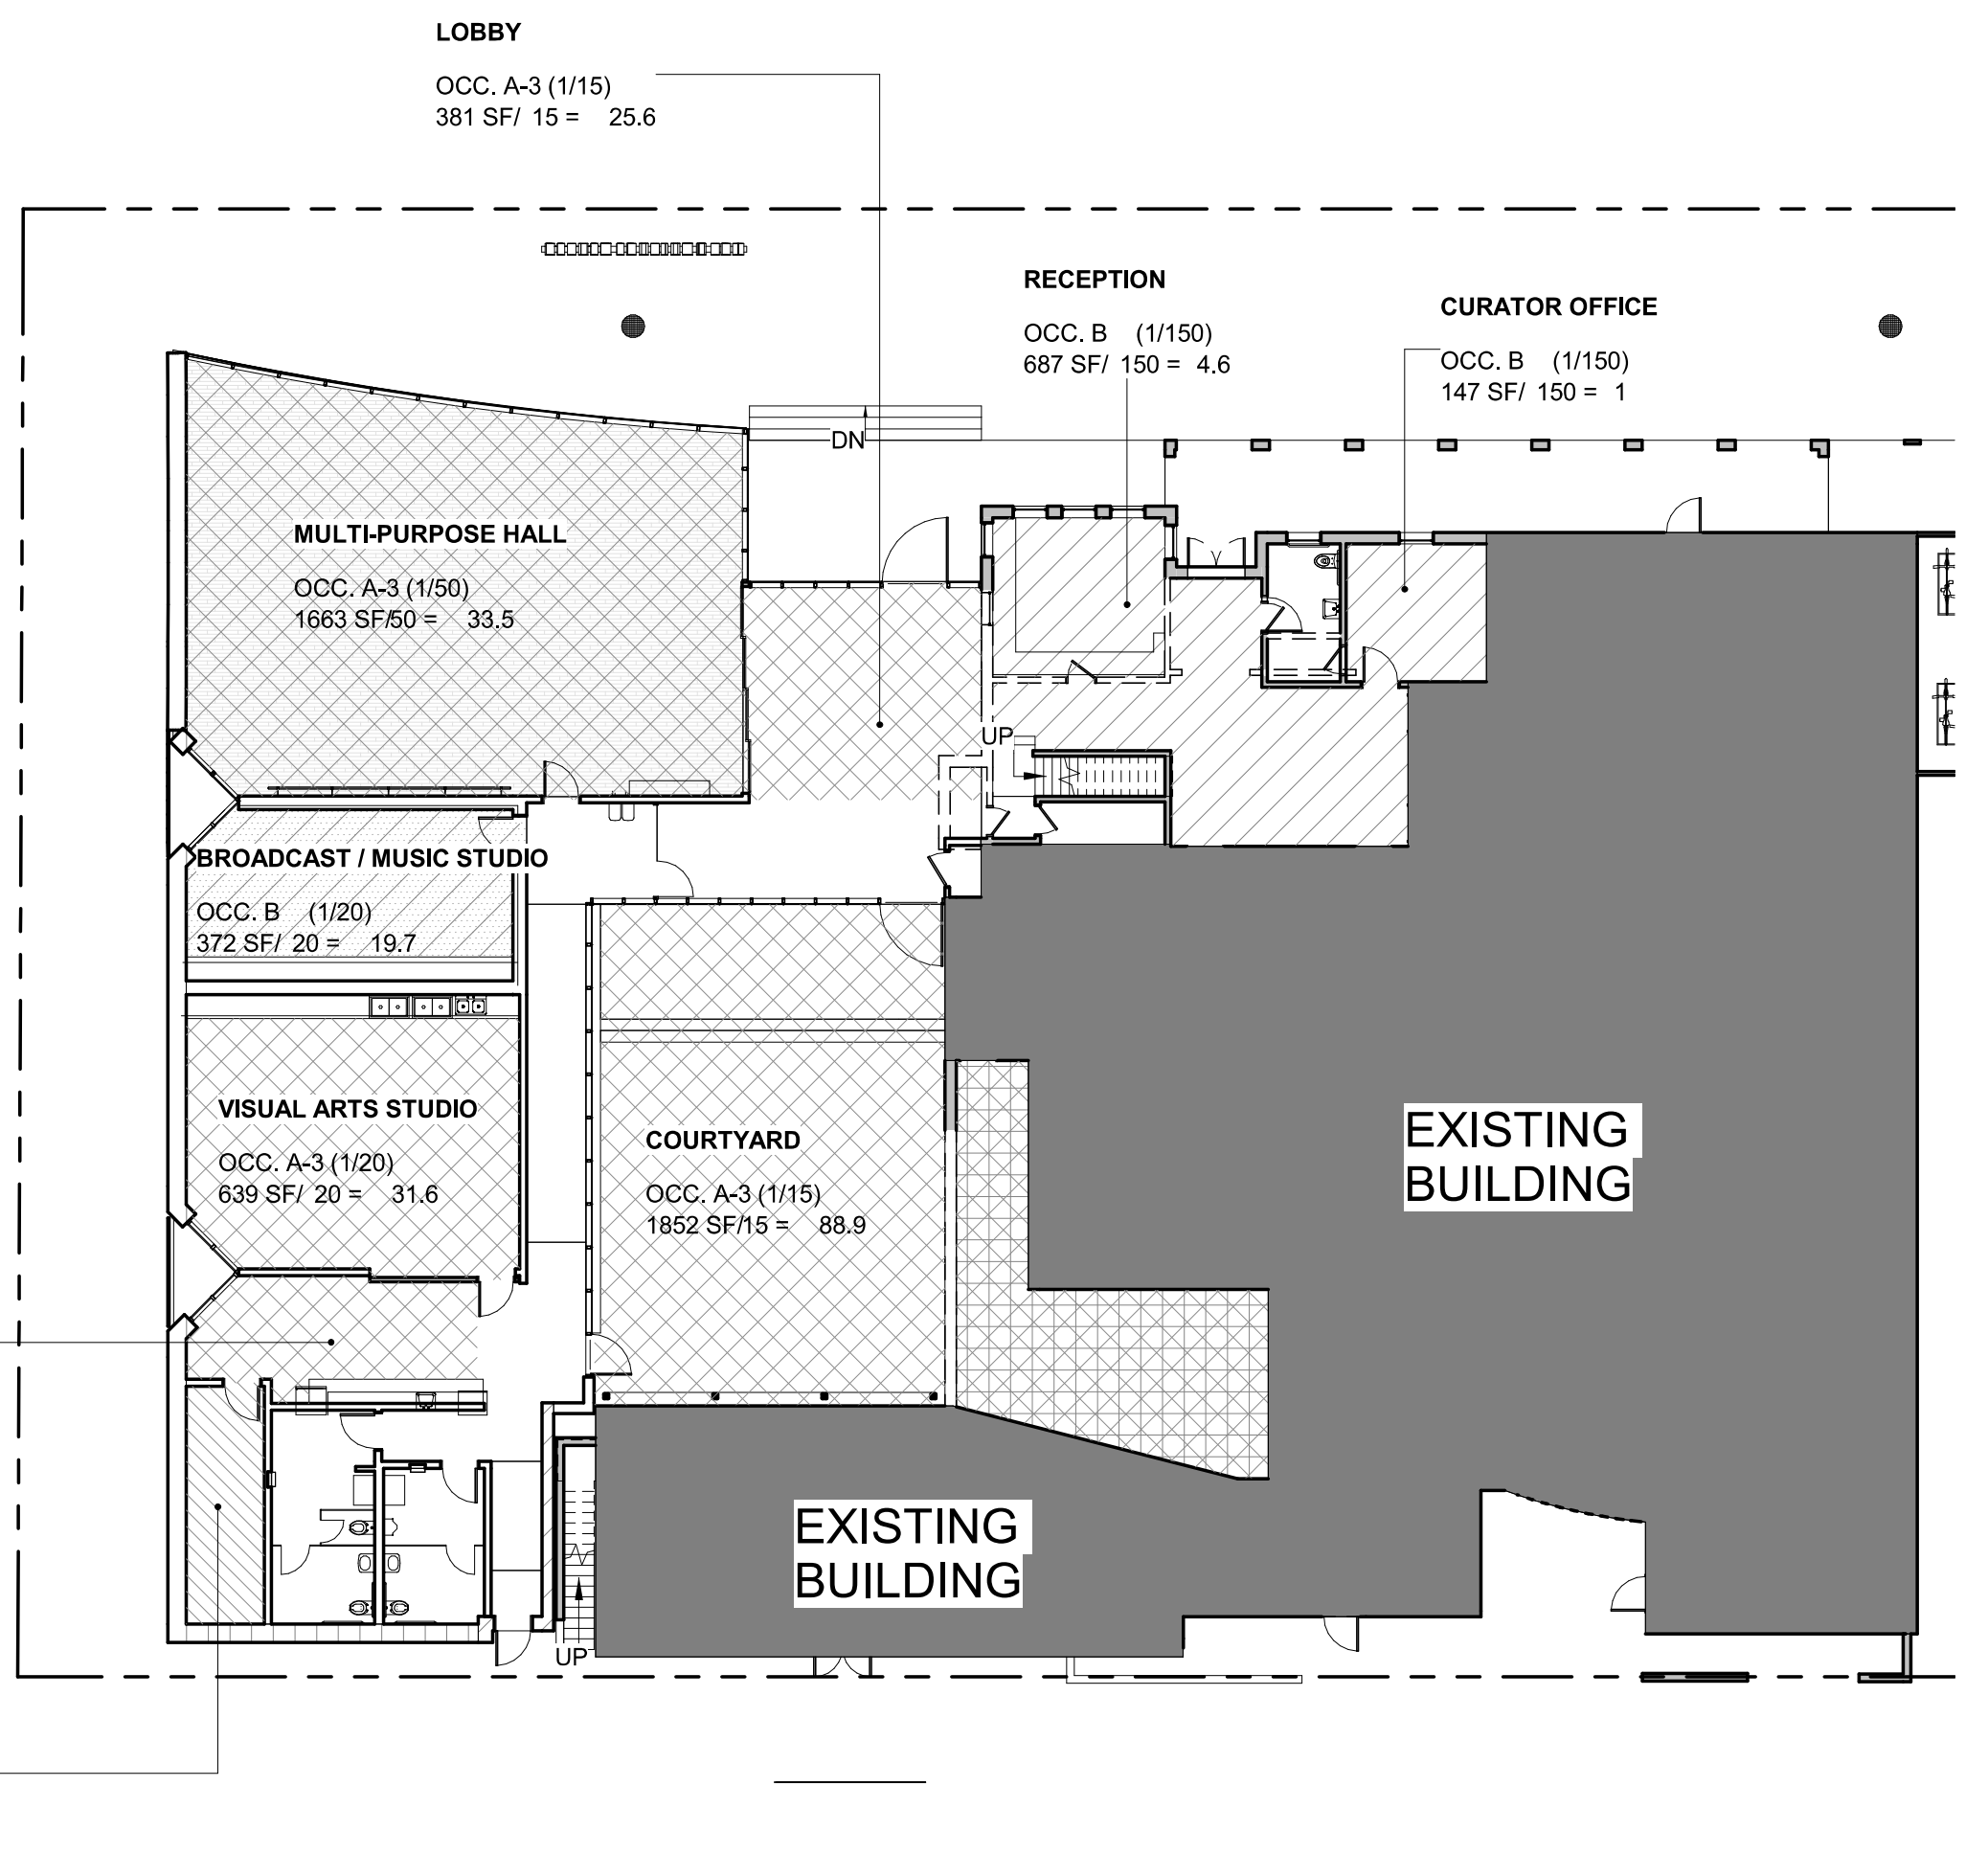 LOBBY
OCC. A-3 (1/15)
381 SF/ 15 = 25.6
RECEPTION
OCC. B (1/150)
687 SF/ 150 = 4.6
CURATOR OFFICE
OCC. B (1/150)
147 SF/ 150 = 1
DN
MULTI-PURPOSE HALL
OCC. A-3 (1/50)
1663 SF/50 = 33.5
UP
BROADCAST / MUSIC STUDIO
OCC. B (1/20)
372 SF/ 20 = 19.7
VISUAL ARTS STUDIO
OCC. A-3 (1/20)
639 SF/ 20 = 31.6
COURTYARD
OCC. A-3 (1/15)
1852 SF/15 = 88.9
EXISTING
BUILDING
EXISTING
BUILDING
UP